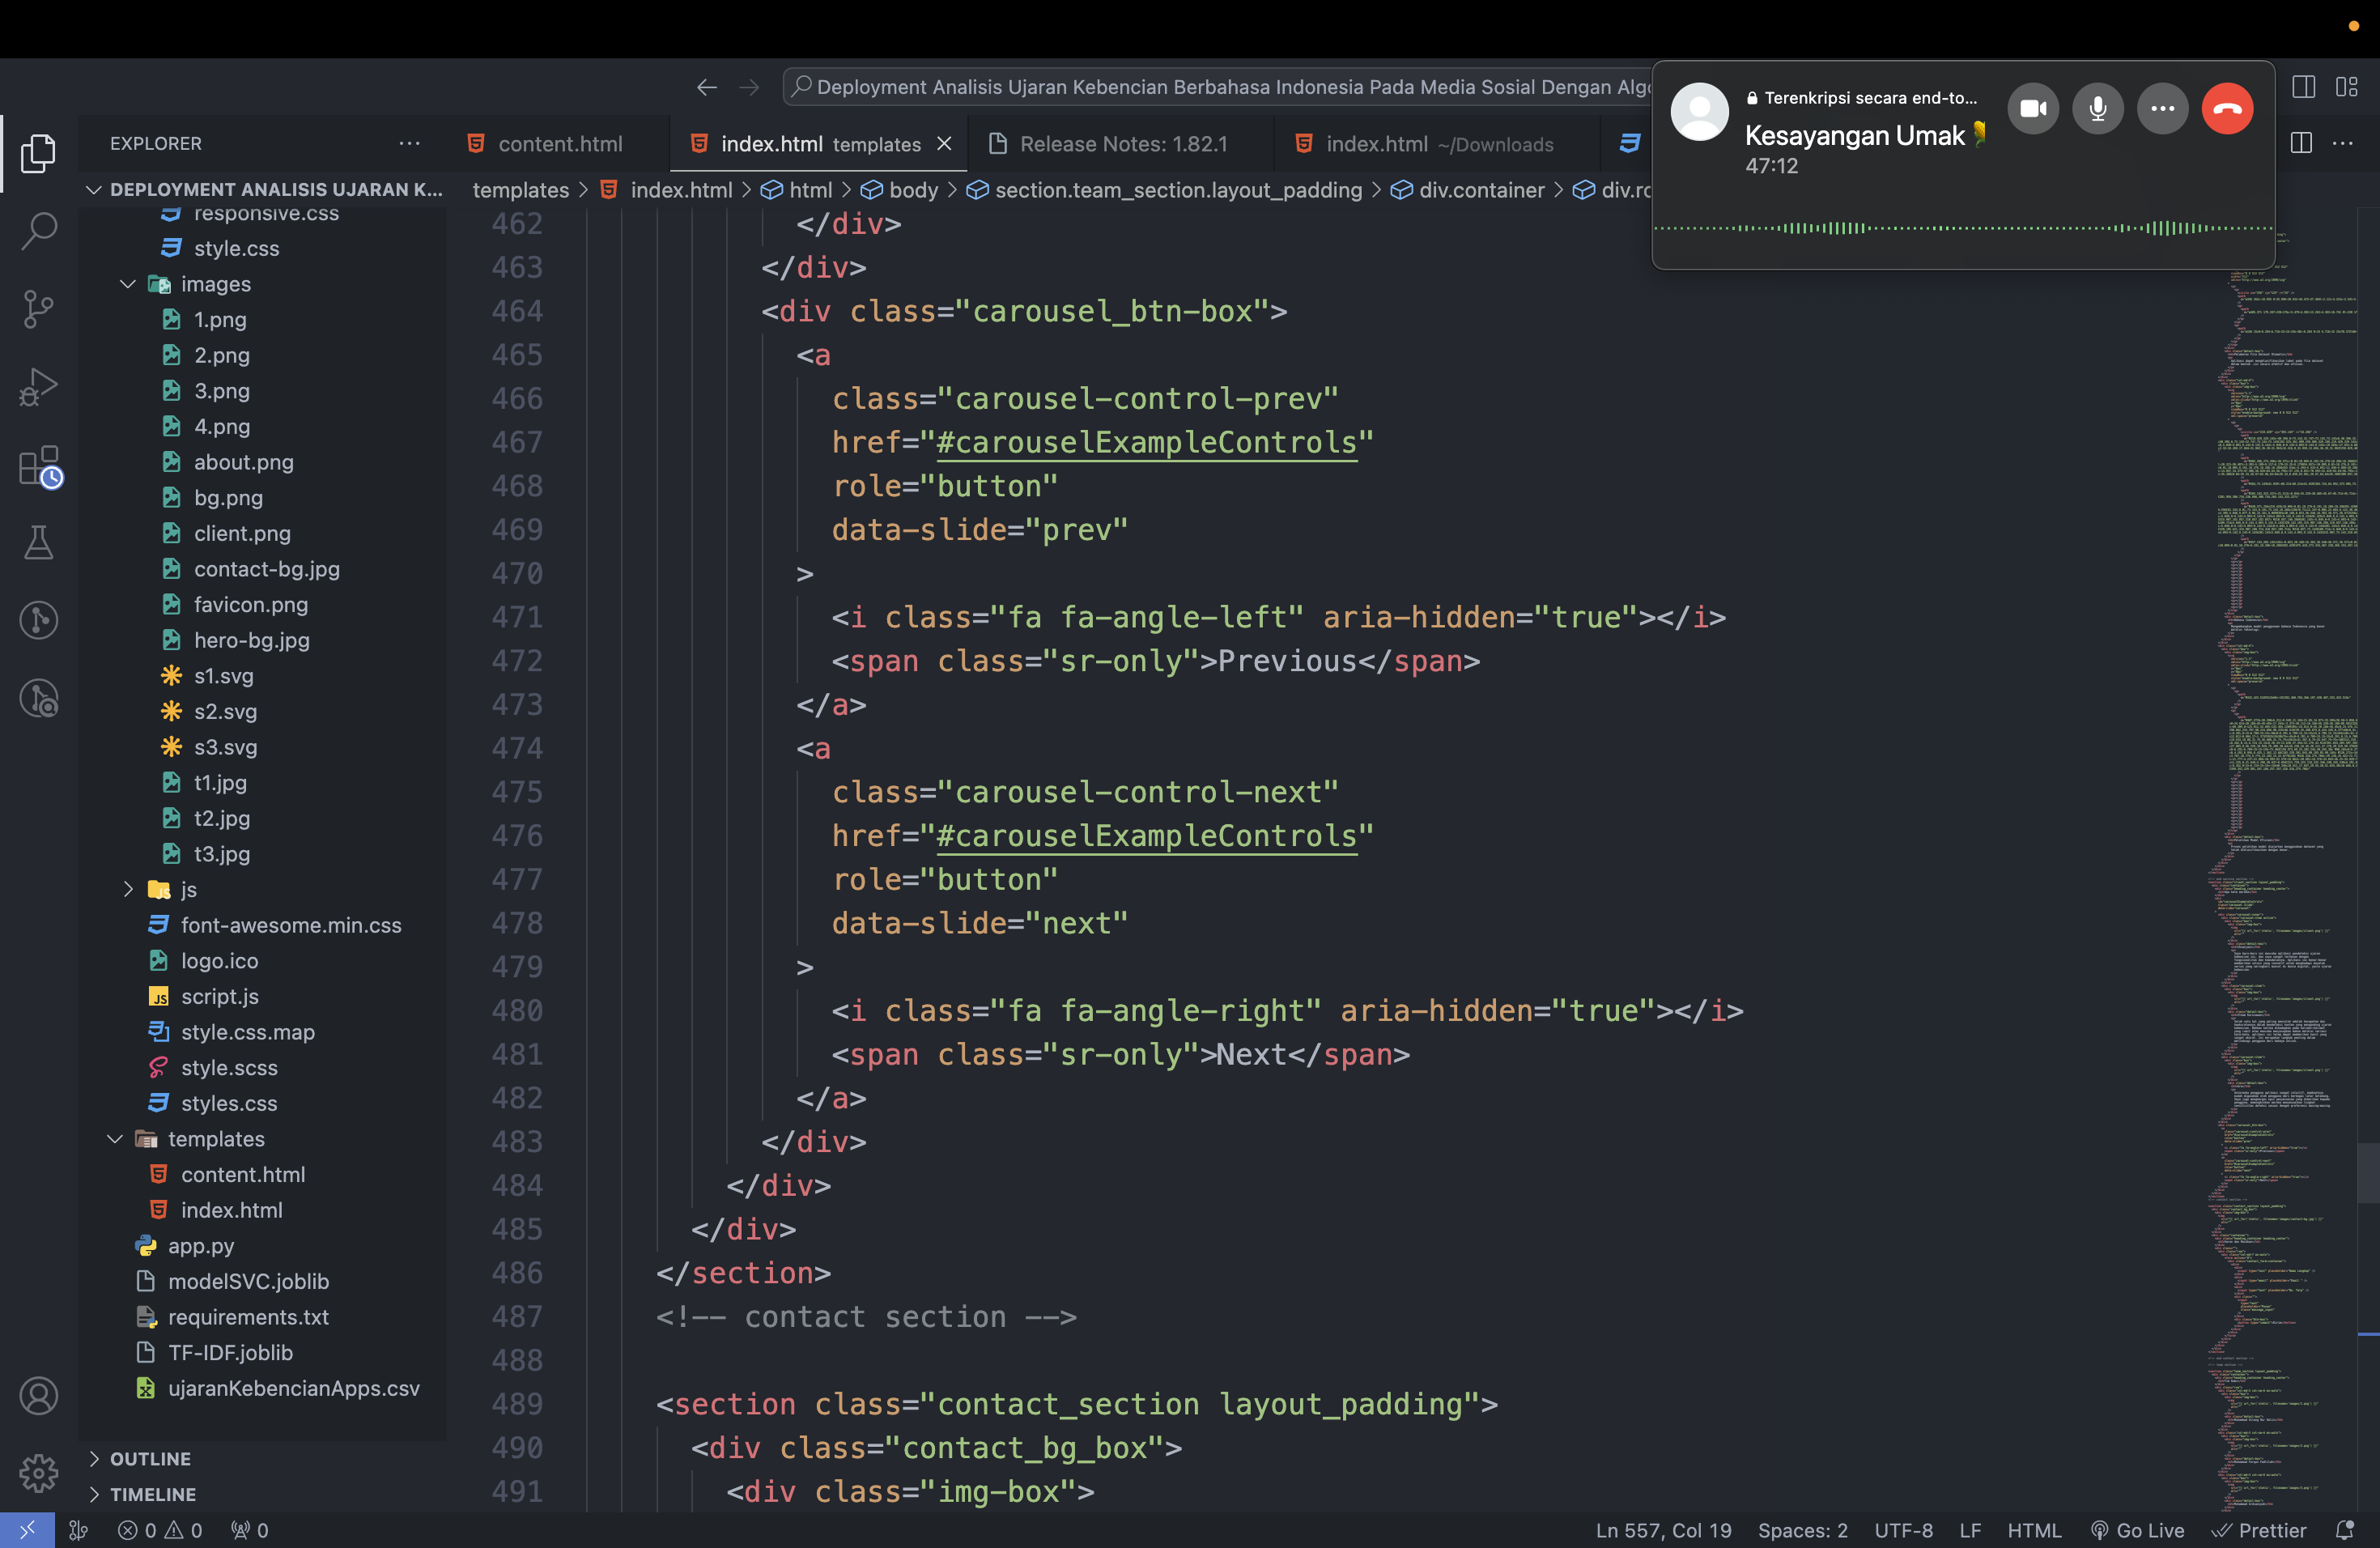 Deployment Analisis Ujaran Kebencian Berbahasa Indonesia Pada Media Sosial Dengan Algo
Terenkripsi secara end-to...
Kesayangan Umak
47:12
EXPLORER
content.html
index.html templates
Release Notes: 1.82.1
index.html ~/Downloads
DEPLOYMENT ANALISIS UJARAN K...
templates > index.html > html > body > section.team_section.layout_padding > div.container > div.ro
responsive.css
style.css
images
1.png
2.png
3.png
4.png
about.png
bg.png
client.png
contact-bg.jpg
favicon.png
hero-bg.jpg
s1.svg
s2.svg
s3.svg
t1.jpg
t2.jpg
t3.jpg
js
font-awesome.min.css
logo.ico
script.js
style.css.map
style.scss
styles.css
templates
content.html
index.html
app.py
modelSVC.joblib
requirements.txt
TF-IDF.joblib
ujaranKebencianApps.csv
OUTLINE
TIMELINE
462 </div>
463 </div>
464 <div class="carousel_btn-box">
465 <a
466 class="carousel-control-prev"
467 href="#carouselExampleControls"
468 role="button"
469 data-slide="prev"
470 >
471 <i class="fa fa-angle-left" aria-hidden="true"></i>
472 <span class="sr-only">Previous</span>
473 </a>
474 <a
475 class="carousel-control-next"
476 href="#carouselExampleControls"
477 role="button"
478 data-slide="next"
479 >
480 <i class="fa fa-angle-right" aria-hidden="true"></i>
481 <span class="sr-only">Next</span>
482 </a>
483 </div>
484 </div>
485 </div>
486 </section>
487 <!-- contact section -->
488
489 <section class="contact_section layout_padding">
490 <div class="contact_bg_box">
491 <div class="img-box">
0 0 0
Ln 557, Col 19 Spaces: 2 UTF-8 LF HTML Go Live Prettier